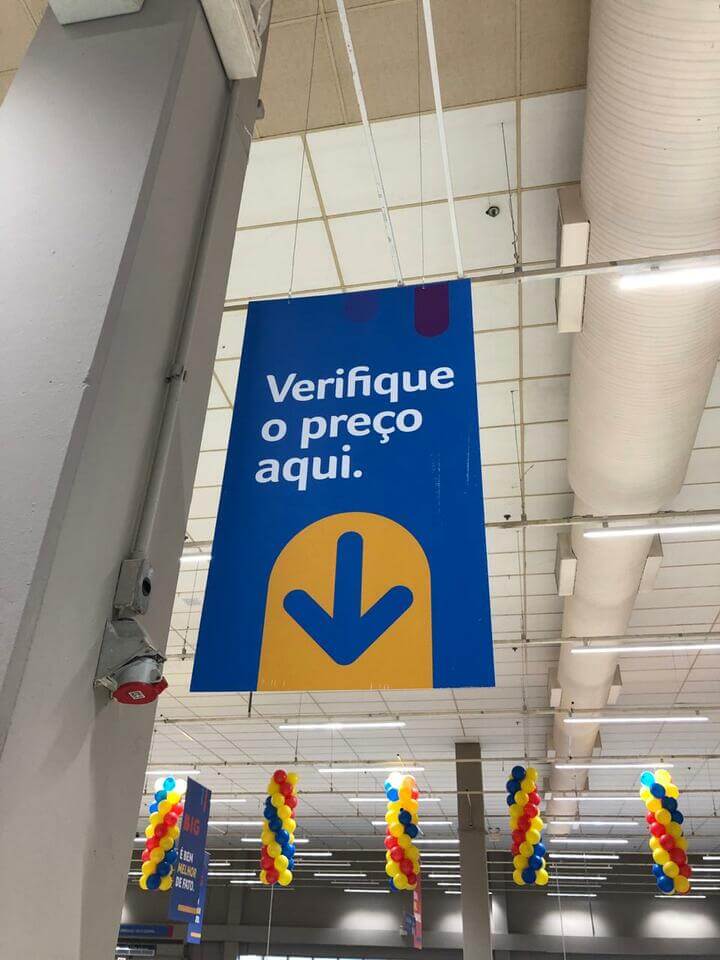 Verifique
o preço
aqui.
BIG
É BEM
MELHOR
DE FATO.